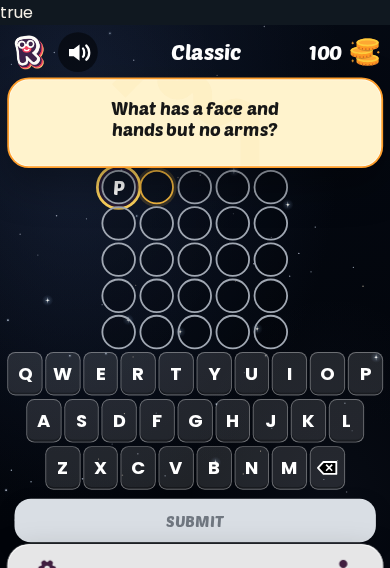 true
Classic
100
What has a face and
hands but no arms?
P
Q W E R T Y U I O P
A S D F G H J K L
Z X C V B N M
SUBMIT